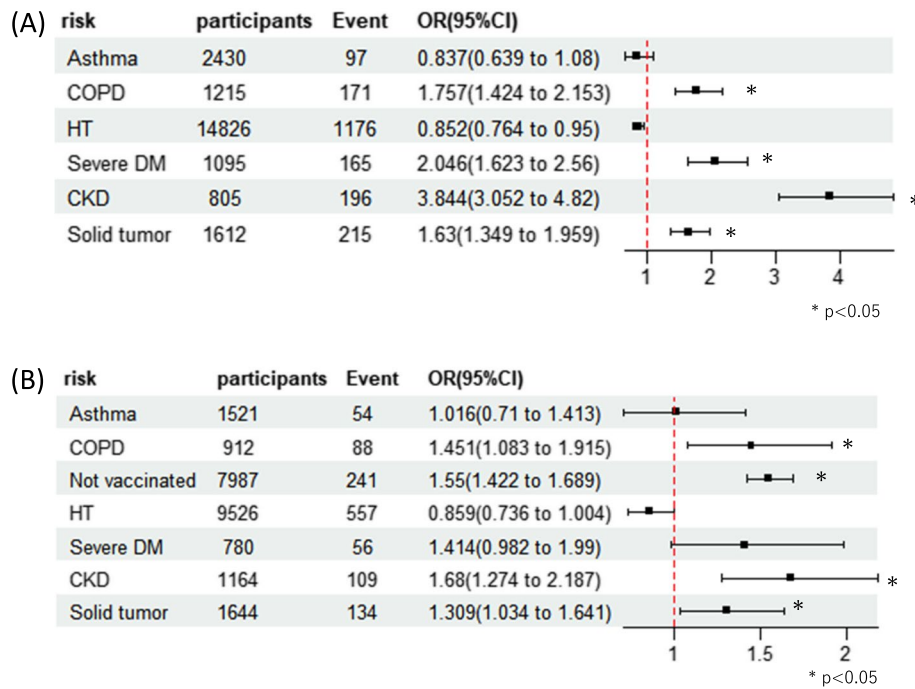 (A) risk participants Event OR(95%CI)
Asthma 2430 97 0.837(0.639 to 1.08)
COPD 1215 171 1.757(1.424 to 2.153) *
HT 14826 1176 0.852(0.764 to 0.95)
Severe DM 1095 165 2.046(1.623 to 2.56) *
CKD 805 196 3.844(3.052 to 4.82) *
Solid tumor 1612 215 1.63(1.349 to 1.959) *
1 2 3 4
* p<0.05
(B) risk participants Event OR(95%CI)
Asthma 1521 54 1.016(0.71 to 1.413)
COPD 912 88 1.451(1.083 to 1.915) *
Not vaccinated 7987 241 1.55(1.422 to 1.689) *
HT 9526 557 0.859(0.736 to 1.004)
Severe DM 780 56 1.414(0.982 to 1.99)
CKD 1164 109 1.68(1.274 to 2.187) *
Solid tumor 1644 134 1.309(1.034 to 1.641) *
1 1.5 2
* p<0.05